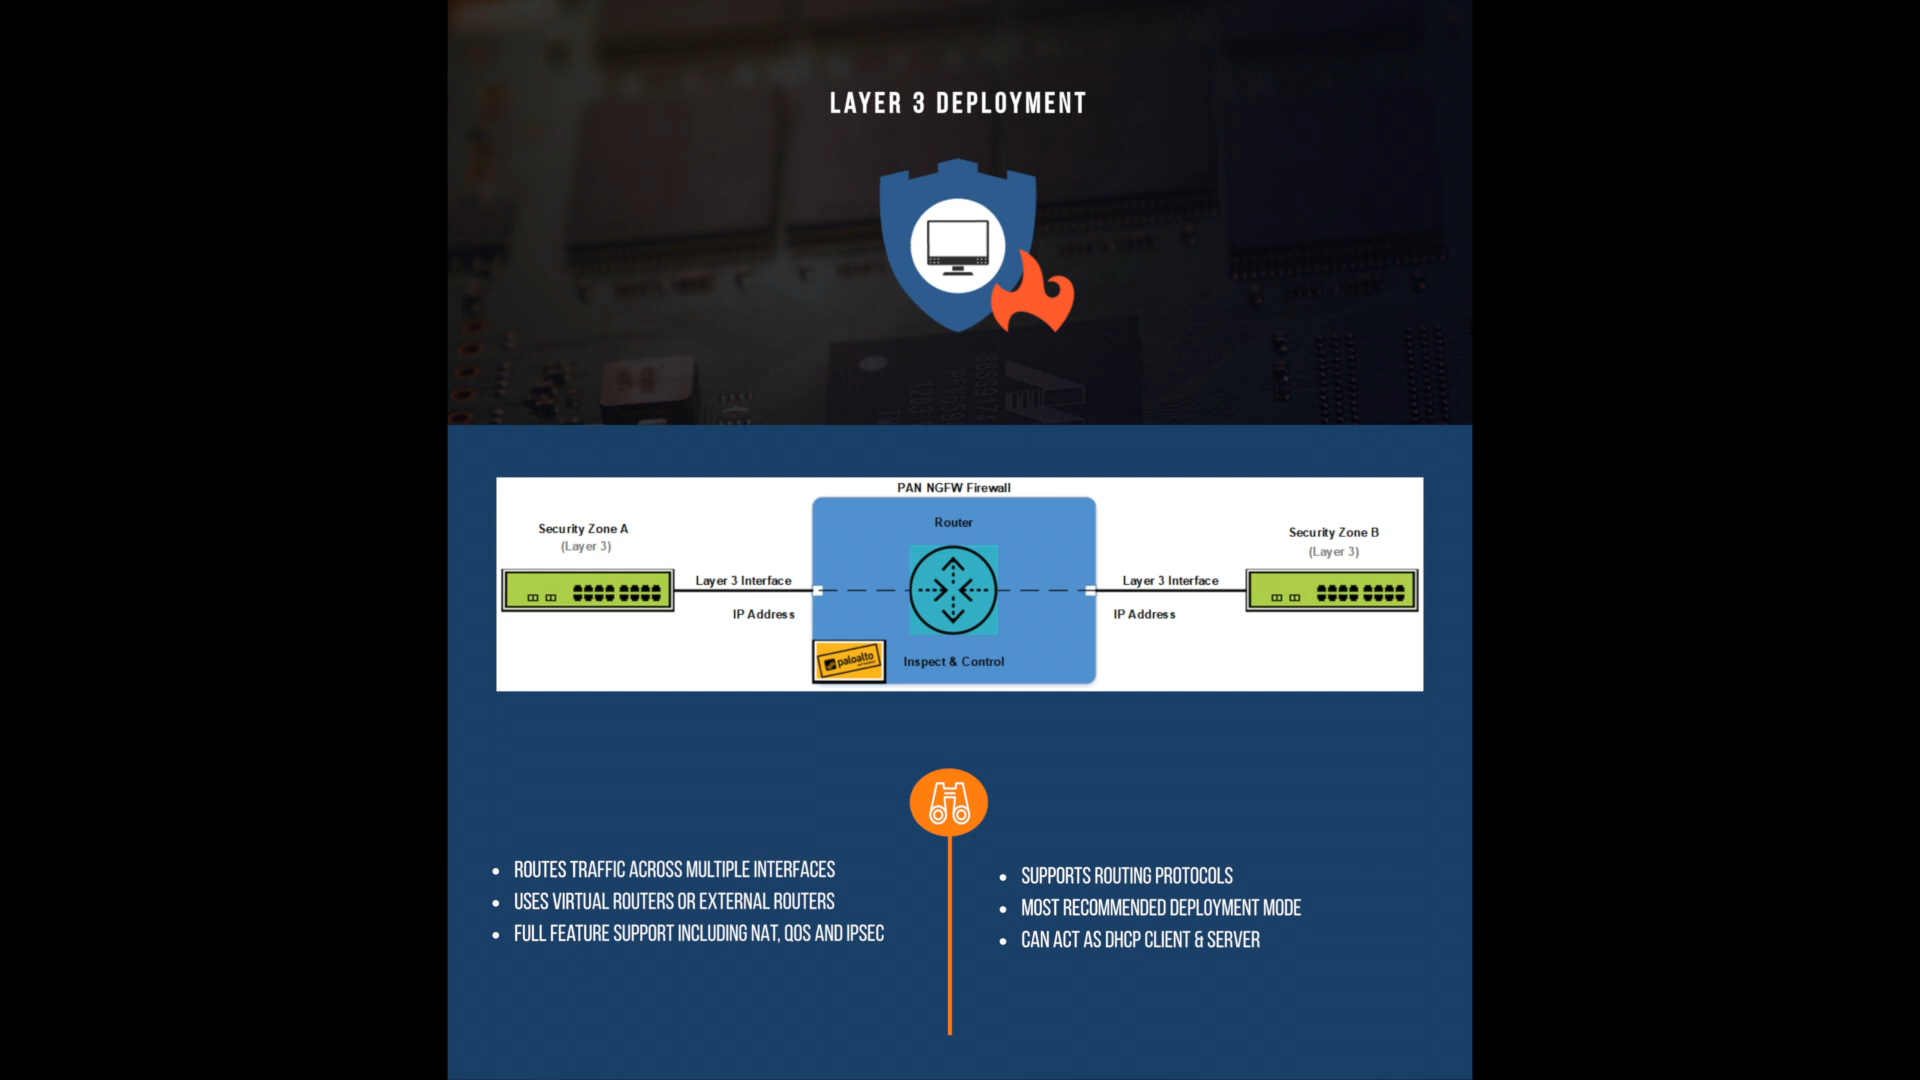 LAYER 3 DEPLOYMENT
PAN NGFW Firewall
Router
Security Zone A
(Layer 3)
Security Zone B
(Layer 3)
Layer 3 Interface
Layer 3 Interface
IP Address
IP Address
paloalto
Inspect & Control
ROUTES TRAFFIC ACROSS MULTIPLE INTERFACES
USES VIRTUAL ROUTERS OR EXTERNAL ROUTERS
FULL FEATURE SUPPORT INCLUDING NAT, QOS AND IPSEC
SUPPORTS ROUTING PROTOCOLS
MOST RECOMMENDED DEPLOYMENT MODE
CAN ACT AS DHCP CLIENT & SERVER